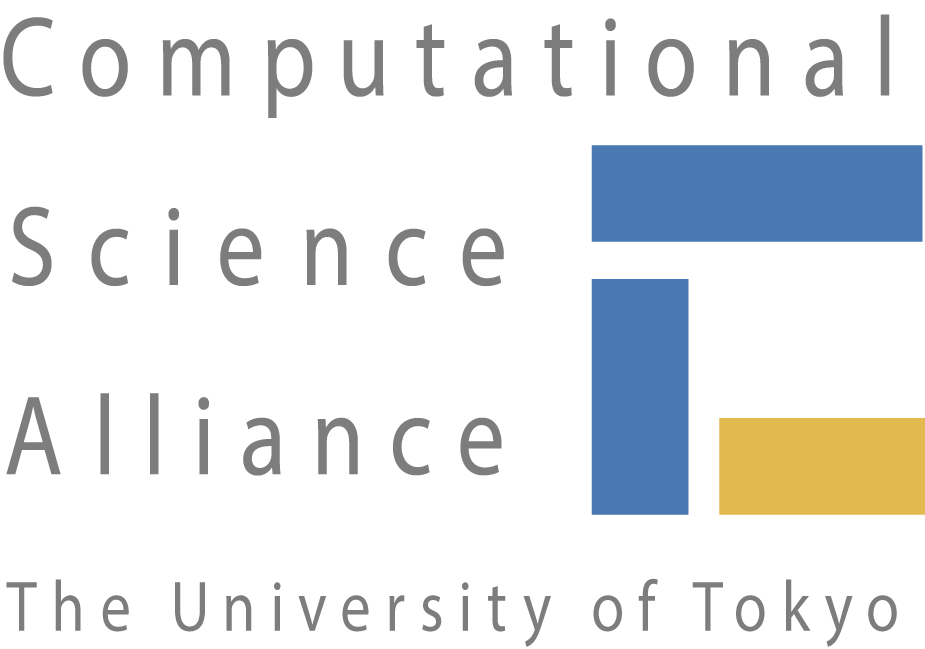 Computational
Science
Alliance
The University of Tokyo